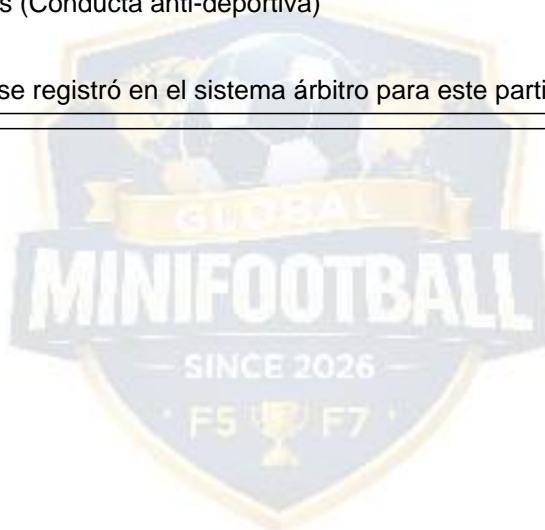 s (Conducta anti-deportiva)
se registró en el sistema árbitro para este parti
GLOBAL
MINIFOOTBALL
SINCE 2026
F5 F7